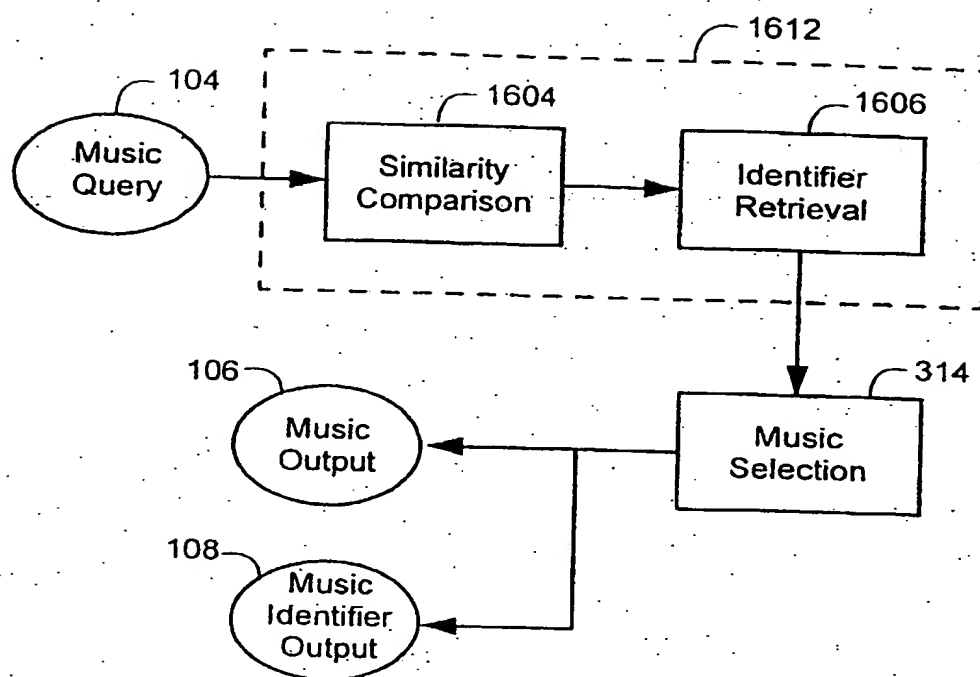 1612
104
1604
1606
Music
Query
Similarity
Comparison
Identifier
Retrieval
106
314
Music
Output
Music
Selection
108
Music
Identifier
Output